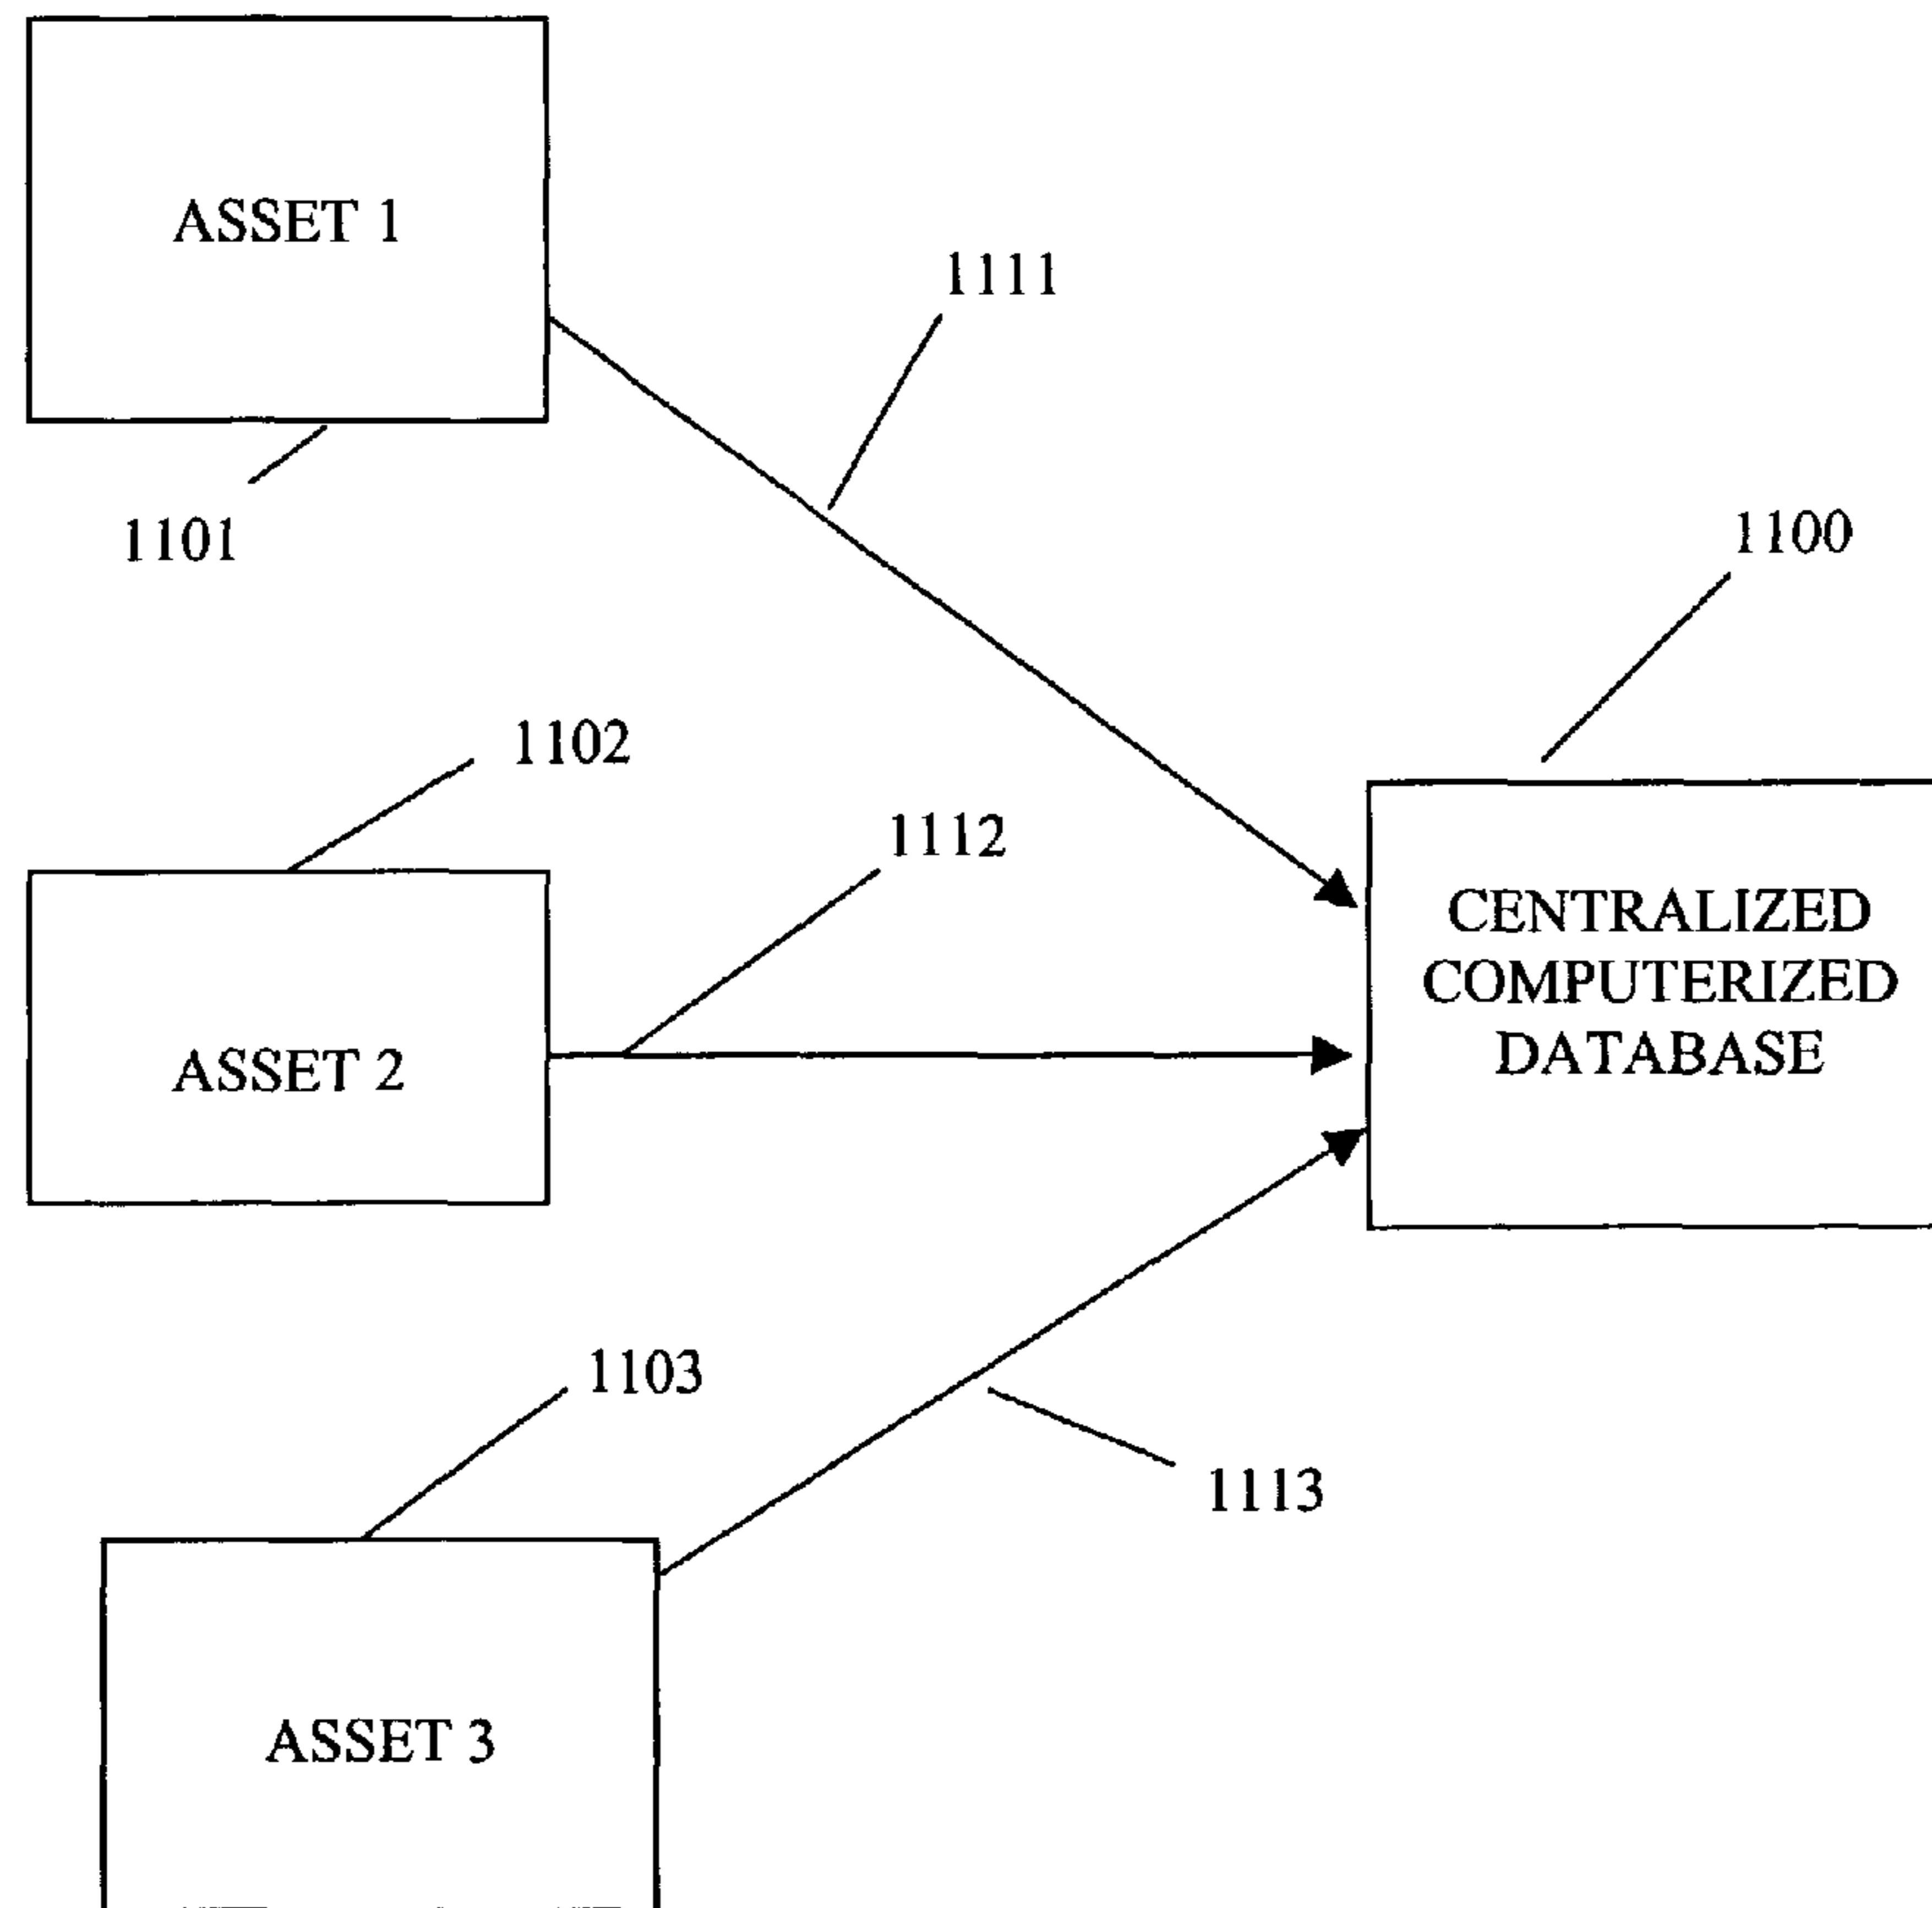 ASSET 1
1111
1101
1100
1102
1112
CENTRALIZED
COMPUTERIZED
DATABASE
ASSET 2
1103
1113
ASSET 3